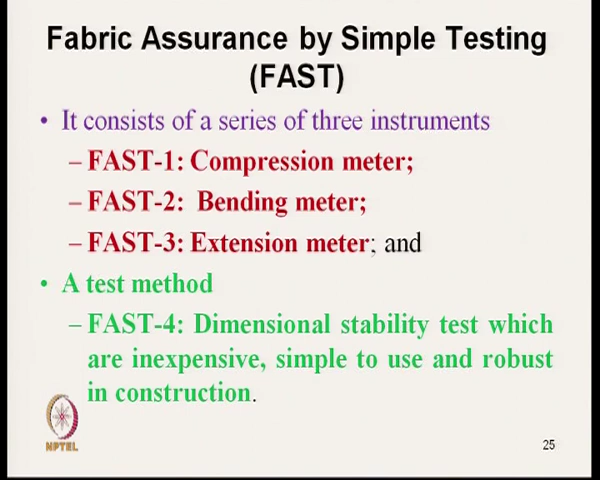 Fabric Assurance by Simple Testing
(FAST)
• It consists of a series of three instruments
– FAST-1: Compression meter;
– FAST-2: Bending meter;
– FAST-3: Extension meter; and
• A test method
– FAST-4: Dimensional stability test which
are inexpensive, simple to use and robust
in construction.
NPTEL
25